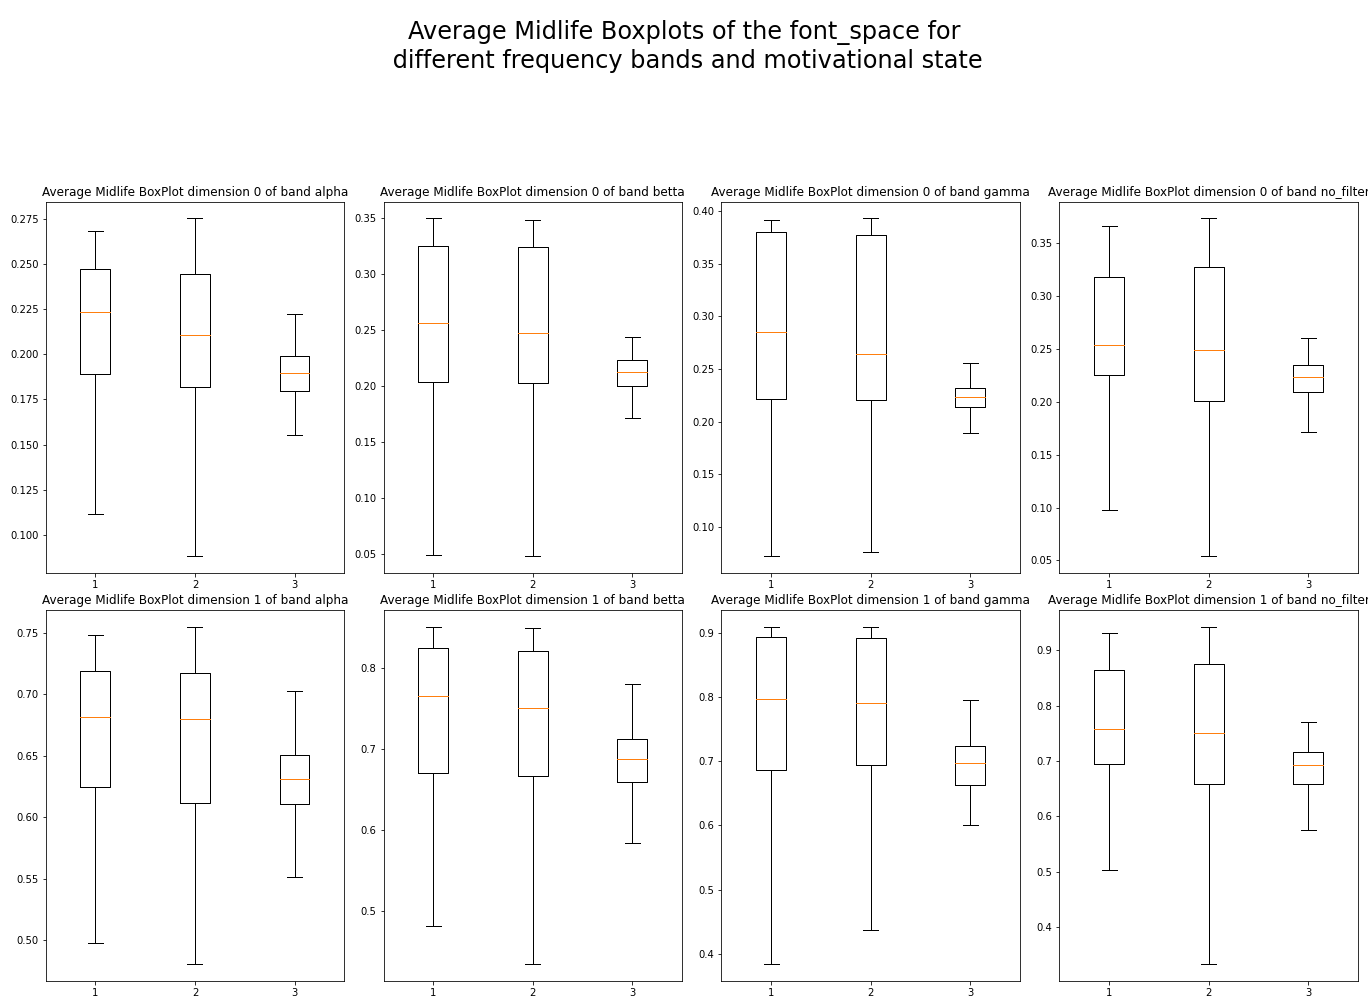 Average Midlife Boxplots of the font_space for
different frequency bands and motivational state
Average Midlife BoxPlot dimension 0 of band alpha
0.275
0.250
0.225
0.200
0.175
0.150
0.125
0.100
1 2 3
Average Midlife BoxPlot dimension 0 of band betta
0.35
0.30
0.25
0.20
0.15
0.10
0.05
1 2 3
Average Midlife BoxPlot dimension 0 of band gamma
0.40
0.35
0.30
0.25
0.20
0.15
0.10
1 2 3
Average Midlife BoxPlot dimension 0 of band no_filter
0.35
0.30
0.25
0.20
0.15
0.10
0.05
1 2 3
Average Midlife BoxPlot dimension 1 of band alpha
0.75
0.70
0.65
0.60
0.55
0.50
1 2 3
Average Midlife BoxPlot dimension 1 of band betta
0.8
0.7
0.6
0.5
1 2 3
Average Midlife BoxPlot dimension 1 of band gamma
0.9
0.8
0.7
0.6
0.5
0.4
1 2 3
Average Midlife BoxPlot dimension 1 of band no_filter
0.9
0.8
0.7
0.6
0.5
0.4
1 2 3